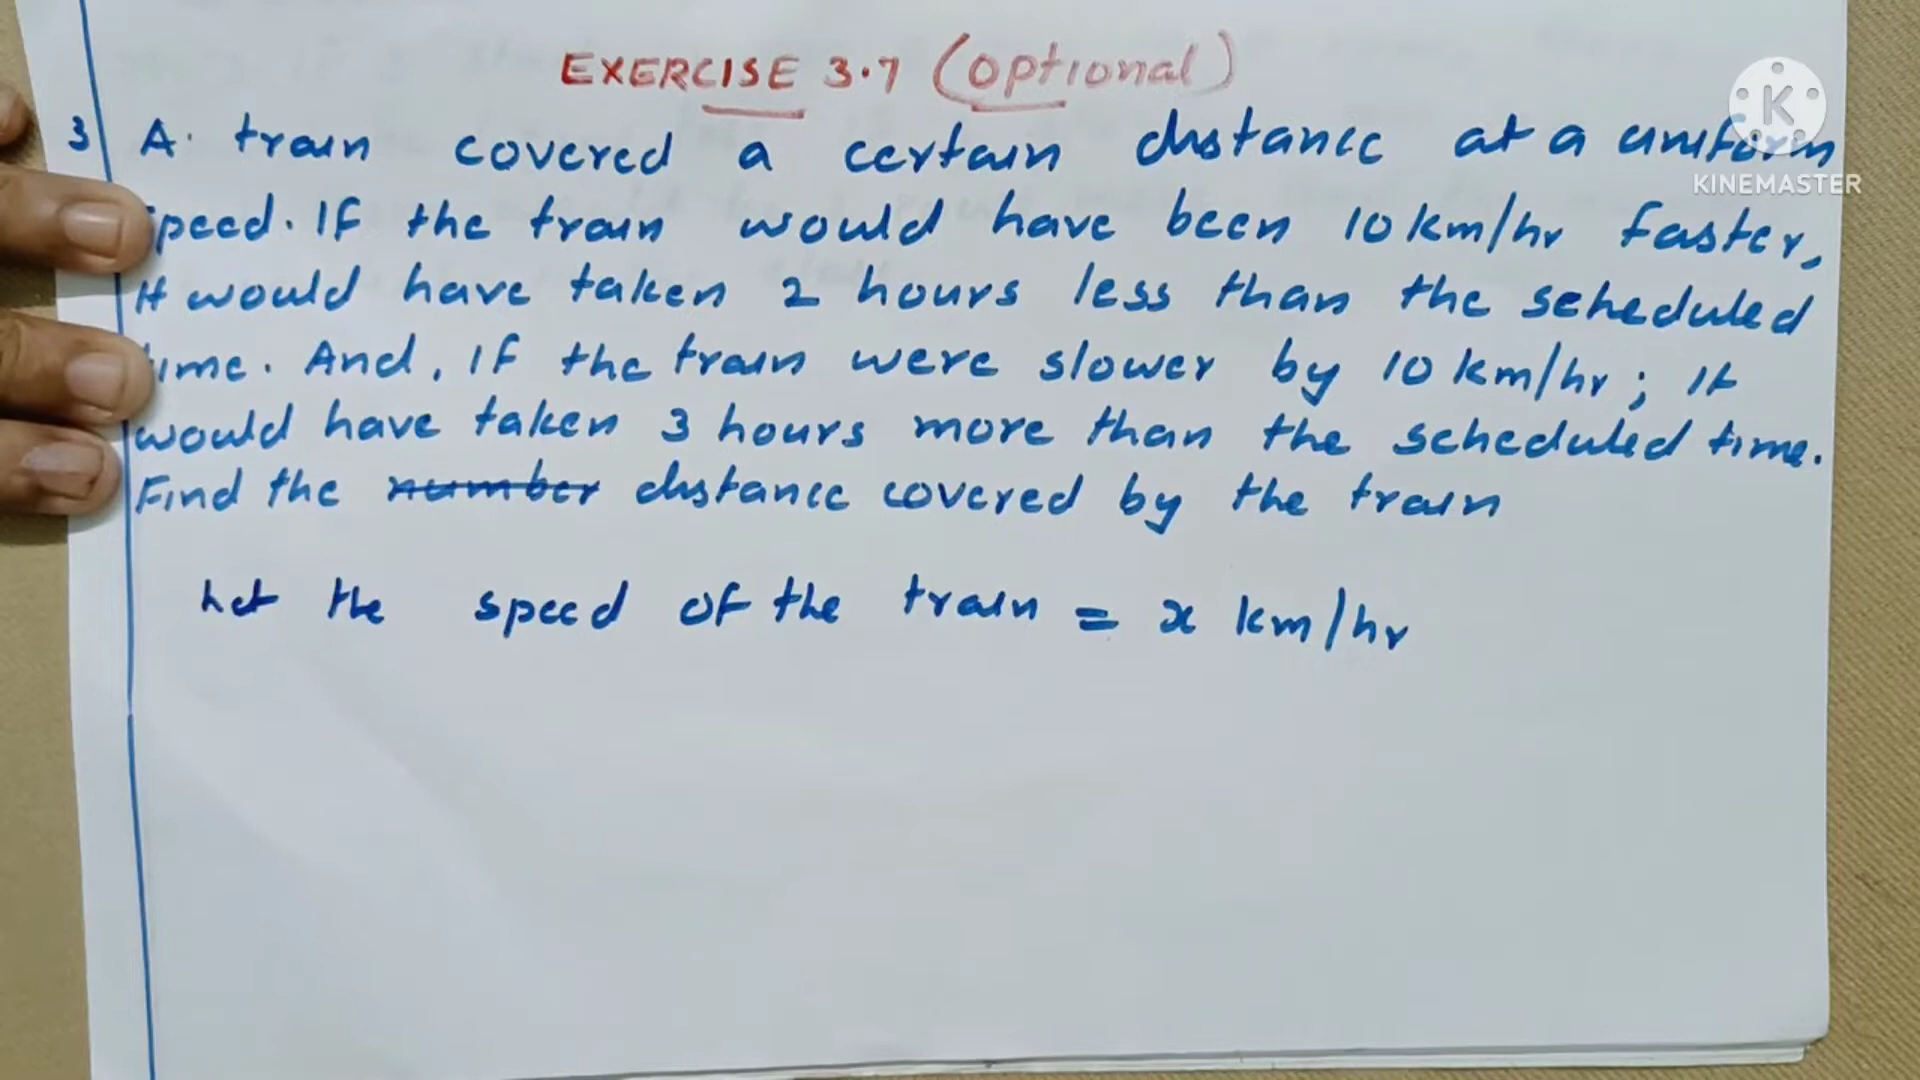 EXERCISE 3.7 (optional)
3 A. train covered a certain distance at a uniform
speed. If the train would have been 10 km/hr faster,
It would have taken 2 hours less than the scheduled
time. And, if the train were slower by 10 km/hr; it
would have taken 3 hours more than the scheduled time.
Find the number distance covered by the train
Let the speed of the train = x km/hr
K
KINEMASTER